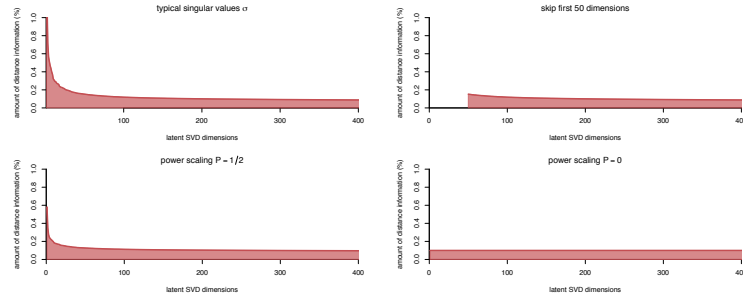 typical singular values σ
amount of distance information (%)
0.0 0.2 0.4 0.6 0.8 1.0
100 200 300 400
latent SVD dimensions
skip first 50 dimensions
amount of distance information (%)
0.0 0.2 0.4 0.6 0.8 1.0
0 100 200 300 400
latent SVD dimensions
power scaling P = 1/2
amount of distance information (%)
0.0 0.2 0.4 0.6 0.8 1.0
0 100 200 300 400
latent SVD dimensions
power scaling P = 0
amount of distance information (%)
0.0 0.2 0.4 0.6 0.8 1.0
0 100 200 300 400
latent SVD dimensions